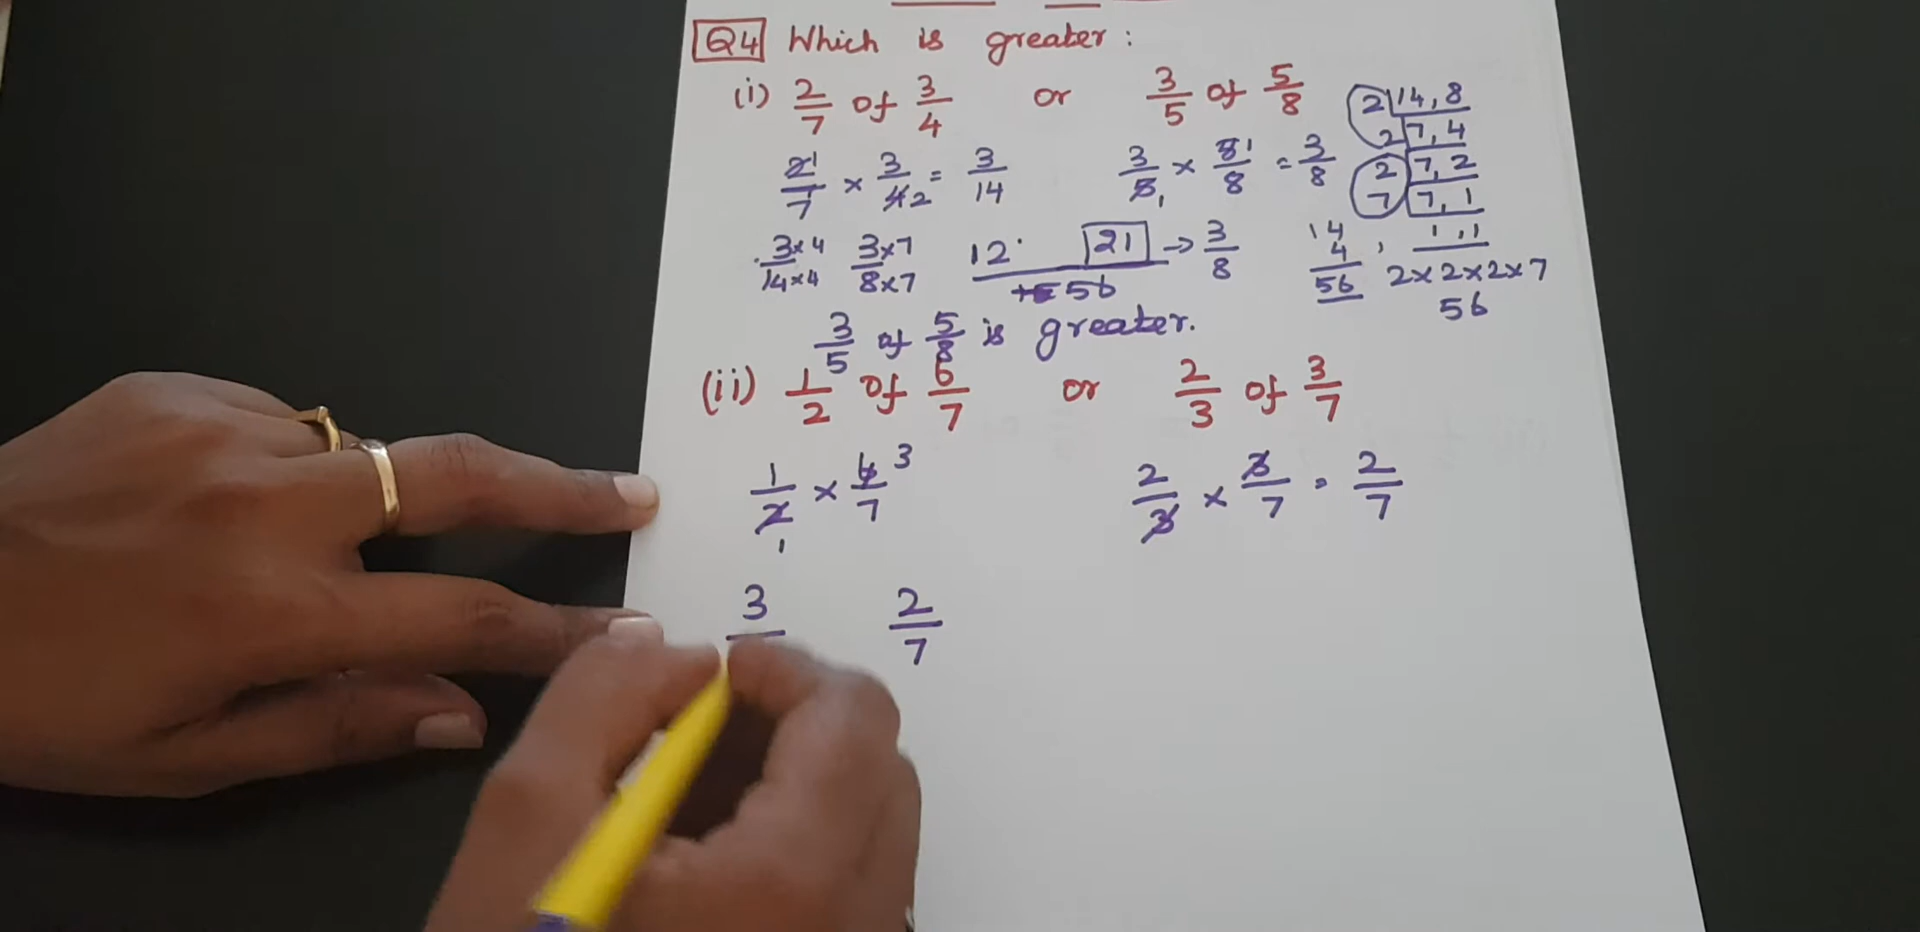 Q4 Which is greater:
(i) 2/7 of 3/4 or 3/5 of 5/8
2/7 × 3/4 = 3/14
3/5 × 5/8 = 3/8
2 | 14, 8
2 | 7, 4
2 | 7, 2
7 | 7, 1
1, 1
2×2×2×7
56
14
4
56
3×4/14×4 3×7/8×7 12 21/56 → 3/8
3/5 of 5/8 is greater.
(ii) 1/2 of 6/7 or 2/3 of 3/7
1/2 × 6/7 3
1
2/3 × 3/7 = 2/7
3 2/7